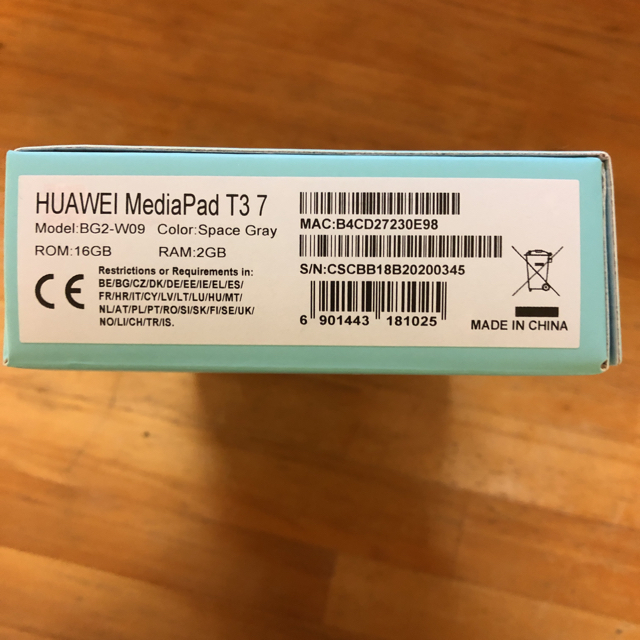 HUAWEI MediaPad T3 7
Model:BG2-W09 Color:Space Gray
ROM:16GB RAM:2GB
CE
Restrictions or Requirements in:
BE/BG/CZ/DK/DE/EE/IE/EL/ES/
FR/HR/IT/CY/LV/LT/LU/HU/MT/
NL/AT/PL/PT/RO/SI/SK/FI/SE/UK/
NO/LI/CH/TR/IS.
MAC:B4CD27230E98
S/N:CSCBB18B20200345
6 901443 181025
MADE IN CHINA